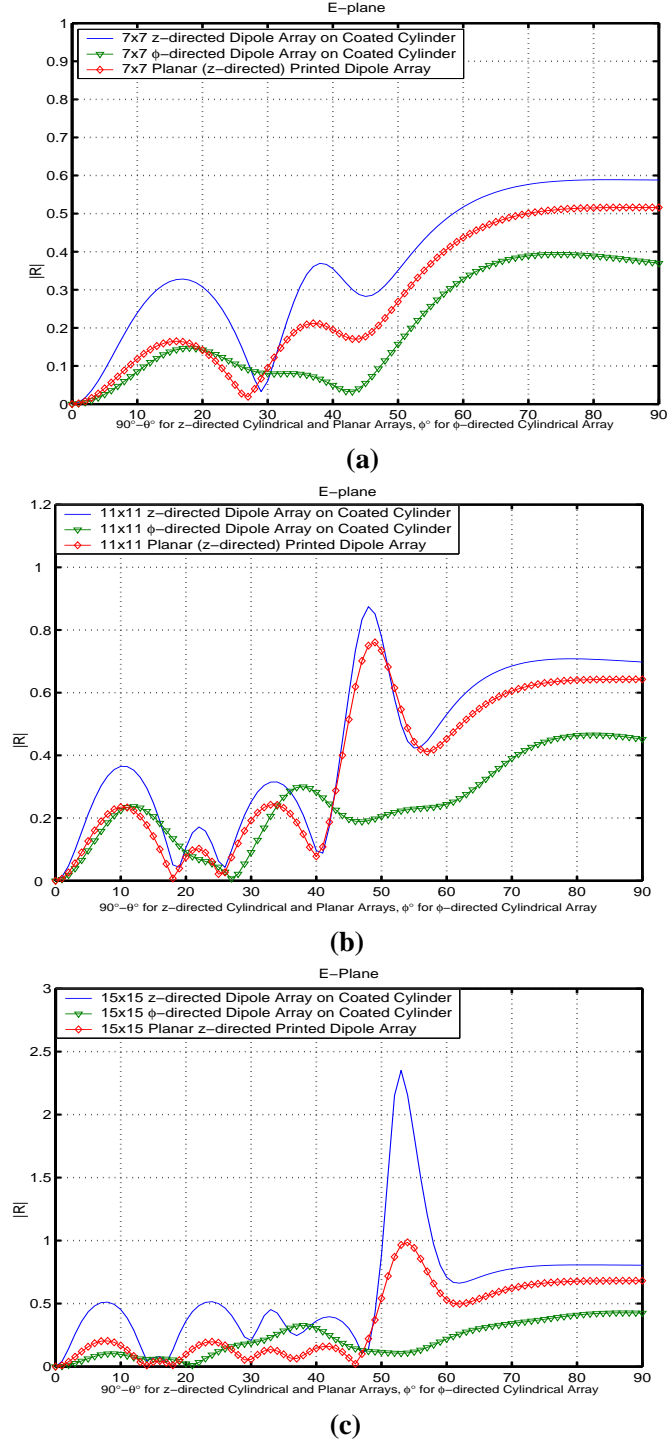 E-plane
7x7 z-directed Dipole Array on Coated Cylinder
7x7 ϕ-directed Dipole Array on Coated Cylinder
7x7 Planar (z-directed) Printed Dipole Array
1
0.9
0.8
0.7
0.6
0.5
0.4
0.3
0.2
0.1
0
|R|
0 10 20 30 40 50 60 70 80 90
90°-θ° for z-directed Cylindrical and Planar Arrays, ϕ° for ϕ-directed Cylindrical Array
(a)
E-plane
11x11 z-directed Dipole Array on Coated Cylinder
11x11 ϕ-directed Dipole Array on Coated Cylinder
11x11 Planar (z-directed) Printed Dipole Array
1.2
1
0.8
0.6
0.4
0.2
0
|R|
0 10 20 30 40 50 60 70 80 90
90°-θ° for z-directed Cylindrical and Planar Arrays, ϕ° for ϕ-directed Cylindrical Array
(b)
E-Plane
15x15 z-directed Dipole Array on Coated Cylinder
15x15 ϕ-directed Dipole Array on Coated Cylinder
15x15 Planar z-directed Printed Dipole Array
3
2.5
2
1.5
1
0.5
0
|R|
0 10 20 30 40 50 60 70 80 90
90°-θ° for z-directed Cylindrical and Planar Arrays, ϕ° for ϕ-directed Cylindrical Array
(c)